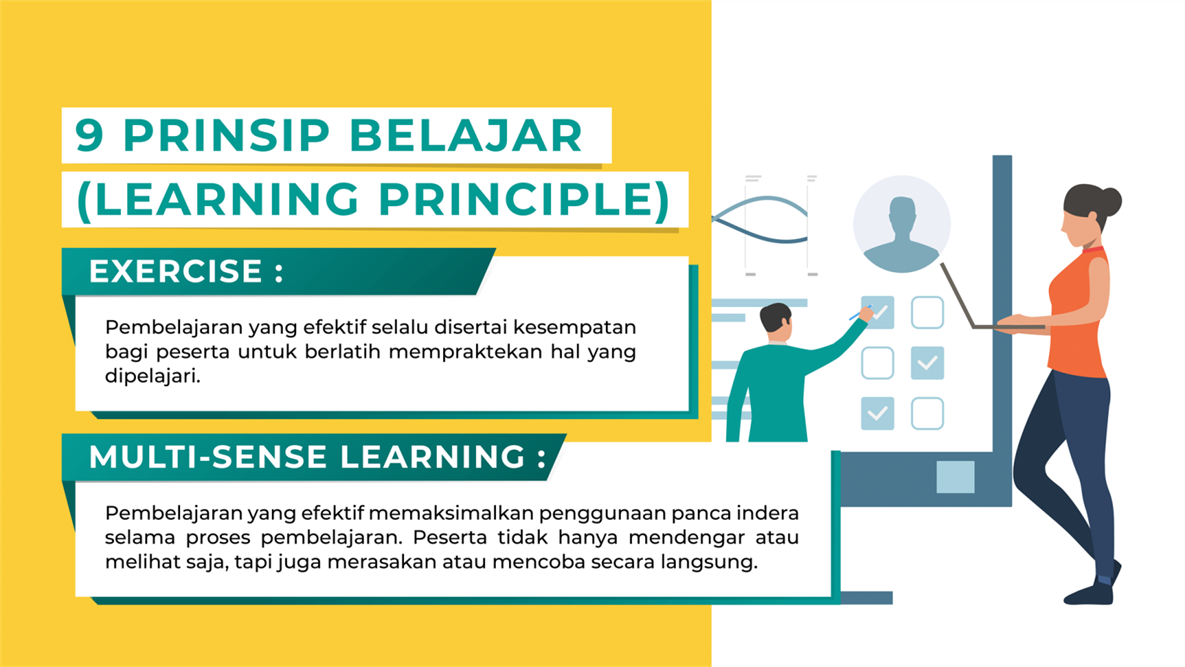 9 PRINSIP BELAJAR
(LEARNING PRINCIPLE)
EXERCISE :
Pembelajaran yang efektif selalu disertai kesempatan
bagi peserta untuk berlatih mempraktekan hal yang
dipelajari.
MULTI-SENSE LEARNING :
Pembelajaran yang efektif memaksimalkan penggunaan panca indera
selama proses pembelajaran. Peserta tidak hanya mendengar atau
melihat saja, tapi juga merasakan atau mencoba secara langsung.